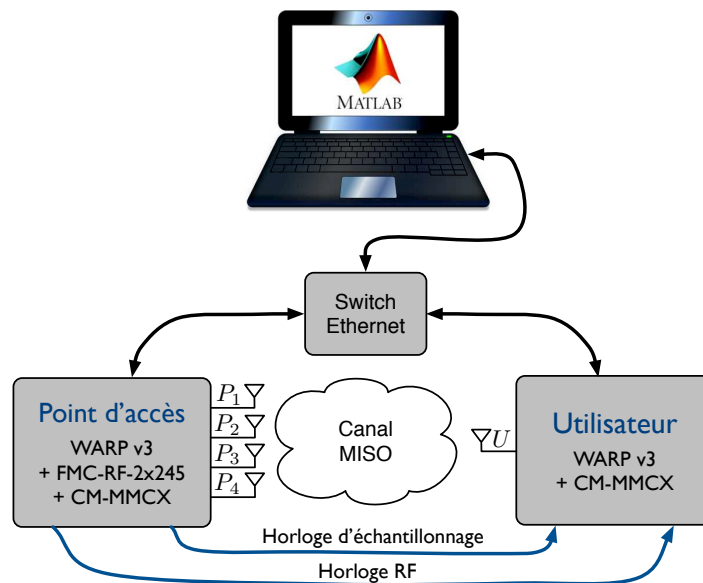 MATLAB
Switch
Ethernet
Point d'accès
WARP v3
+ FMC-RF-2x245
+ CM-MMCX
P1
P2
P3
P4
Canal
MISO
U
Utilisateur
WARP v3
+ CM-MMCX
Horloge d'échantillonnage
Horloge RF